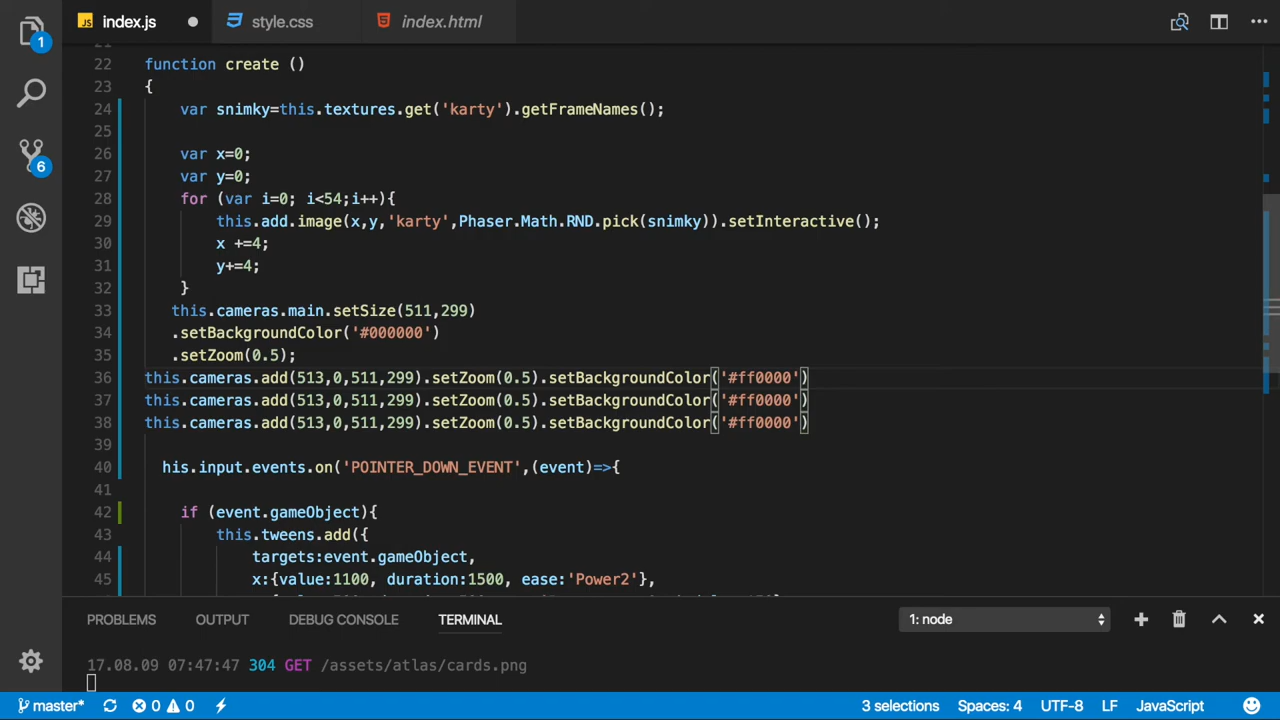 index.js
style.css
index.html
1
6
22 function create ()
23 {
24 var snimky=this.textures.get('karty').getFrameNames();
25
26 var x=0;
27 var y=0;
28 for (var i=0; i<54;i++){
29 this.add.image(x,y,'karty',Phaser.Math.RND.pick(snimky)).setInteractive();
30 x +=4;
31 y+=4;
32 }
33 this.cameras.main.setSize(511,299)
34 .setBackgroundColor('#000000')
35 .setZoom(0.5);
36 this.cameras.add(513,0,511,299).setZoom(0.5).setBackgroundColor('#ff0000')
37 this.cameras.add(513,0,511,299).setZoom(0.5).setBackgroundColor('#ff0000')
38 this.cameras.add(513,0,511,299).setZoom(0.5).setBackgroundColor('#ff0000')
39
40 his.input.events.on('POINTER_DOWN_EVENT',(event)=>{
41
42 if (event.gameObject){
43 this.tweens.add({
44 targets:event.gameObject,
45 x:{value:1100, duration:1500, ease:'Power2'},
PROBLEMS OUTPUT DEBUG CONSOLE TERMINAL 1: node
17.08.09 07:47:47 304 GET /assets/atlas/cards.png
master* 0 0 3 selections Spaces: 4 UTF-8 LF JavaScript